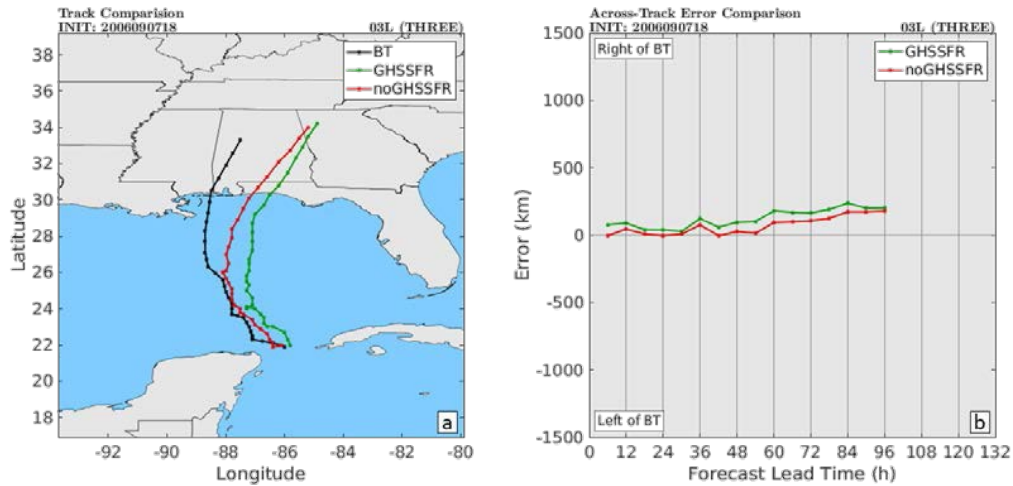 Track Comparision
INIT: 2006090718 03L (THREE)
BT
GHSSFR
noGHSSFR
38
36
34
32
30
28
26
24
22
20
18
Latitude
-92 -90 -88 -86 -84 -82 -80
Longitude
a
Across-Track Error Comparison
INIT: 2006090718 03L (THREE)
Right of BT
GHSSFR
noGHSSFR
1500
1000
500
0
-500
-1000
-1500
Error (km)
Left of BT
b
0 12 24 36 48 60 72 84 96 108 120 132
Forecast Lead Time (h)